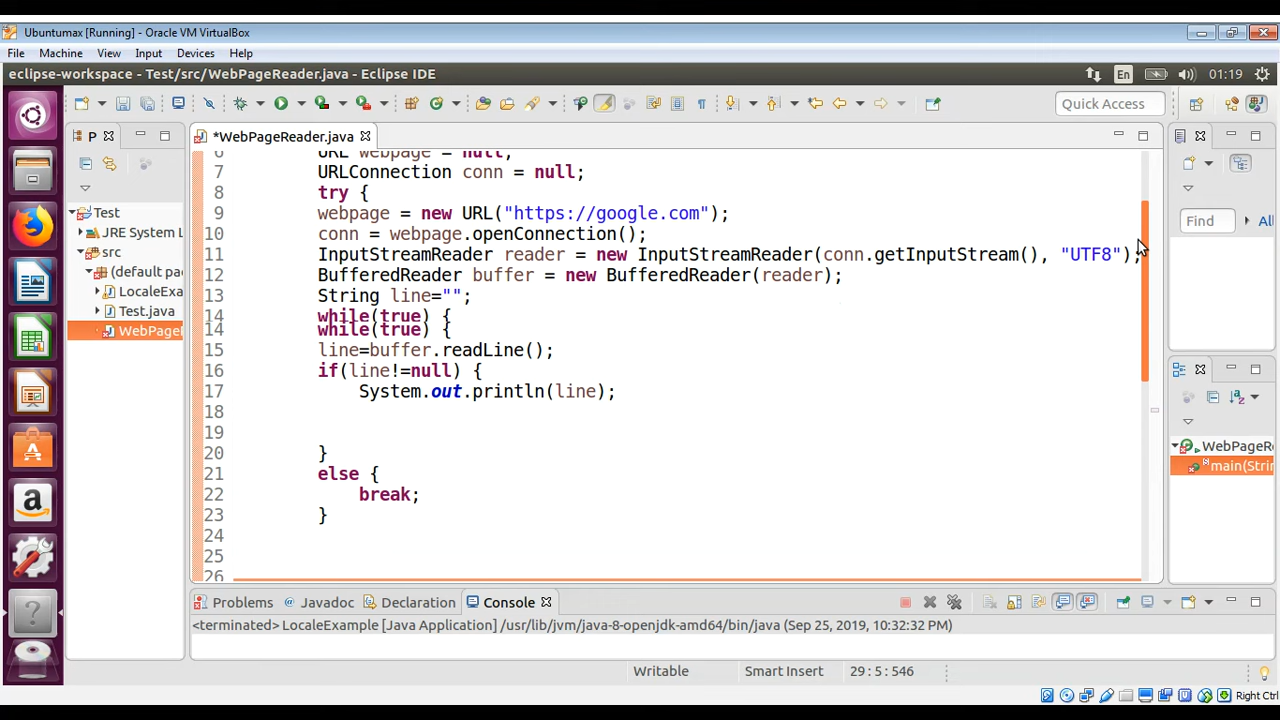 Ubuntumax [Running] - Oracle VM VirtualBox
File Machine View Input Devices Help
eclipse-workspace - Test/src/WebPageReader.java - Eclipse IDE
En
01:19
Quick Access
P
*WebPageReader.java
6 URL webpage = null;
7 URLConnection conn = null;
8 try {
9 webpage = new URL("https://google.com");
10 conn = webpage.openConnection();
11 InputStreamReader reader = new InputStreamReader(conn.getInputStream(), "UTF8");
12 BufferedReader buffer = new BufferedReader(reader);
13 String line="";
14 while(true) {
14 while(true) {
15 line=buffer.readLine();
16 if(line!=null) {
17 System.out.println(line);
18
19
20 }
21 else {
22 break;
23 }
24
25
26
Test
JRE System L
src
(default pa
LocaleExa
Test.java
WebPageI
Find
Al
WebPageR
main(Stri
Problems @ Javadoc Declaration Console
<terminated> LocaleExample [Java Application] /usr/lib/jvm/java-8-openjdk-amd64/bin/java (Sep 25, 2019, 10:32:32 PM)
Writable Smart Insert 29 : 5 : 546
Right Ctrl